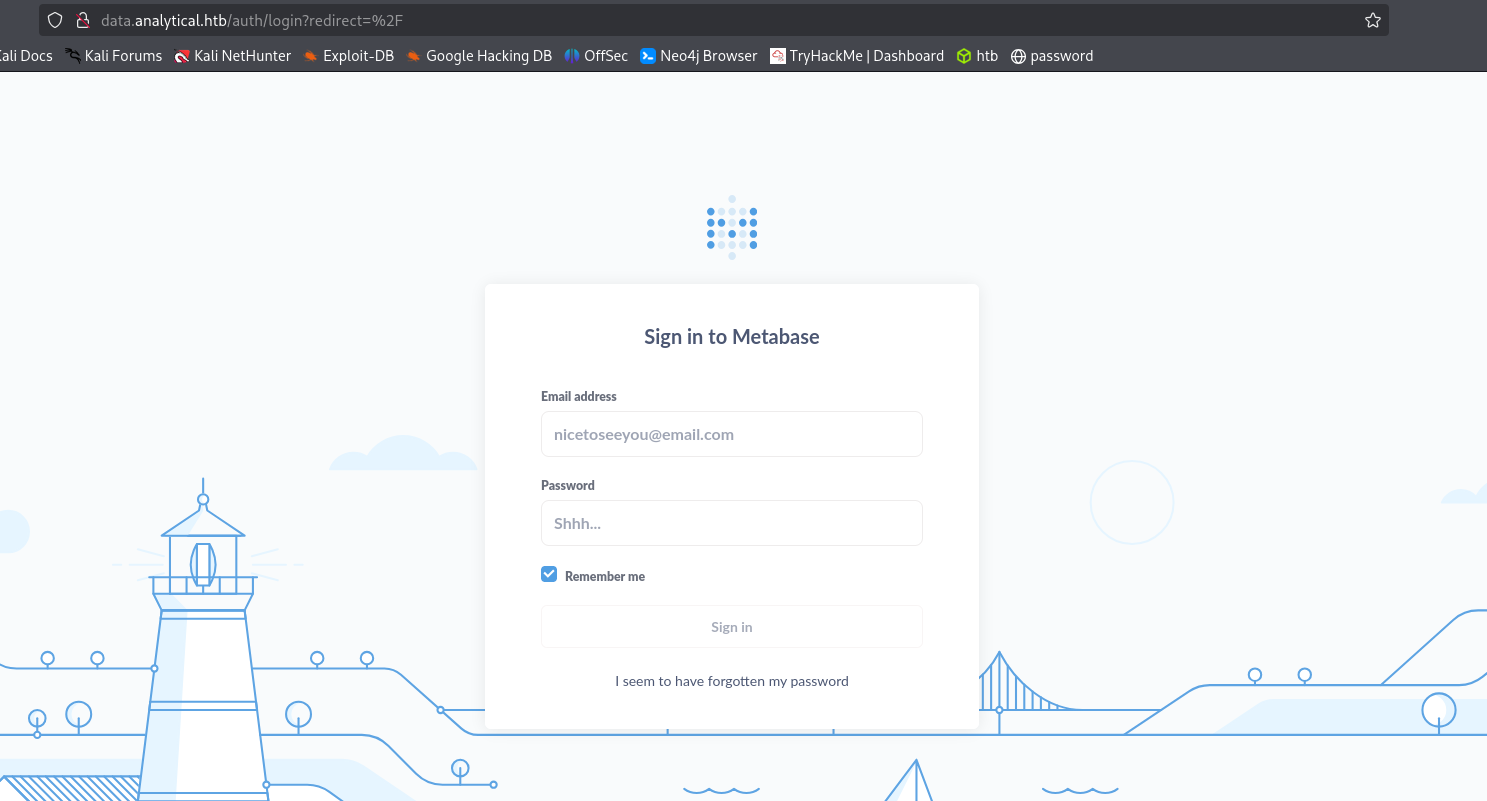 data.analytical.htb/auth/login?redirect=%2F
Kali Docs Kali Forums Kali NetHunter Exploit-DB Google Hacking DB OffSec Neo4j Browser TryHackMe | Dashboard htb password
Sign in to Metabase
Email address
nicetoseeyou@email.com
Password
Shhh...
Remember me
Sign in
I seem to have forgotten my password